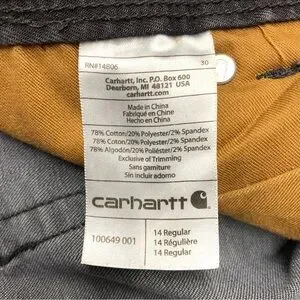 RN#14806 30
Carhartt, Inc. P.O. Box 600
Dearborn, MI 48121 USA
carhartt.com
Made in China
Fabriqué en Chine
Hecho en China
78% Cotton/20% Polyester/2% Spandex
78% Coton/20% Polyester/2% Spandex
78% Algodón/20% Poliéster/2% Spandex
Exclusive of Trimming
Sans garniture
Sin incluir adorno
carhartt
100649 001
14 Regular
14 Régulière
14 Regular